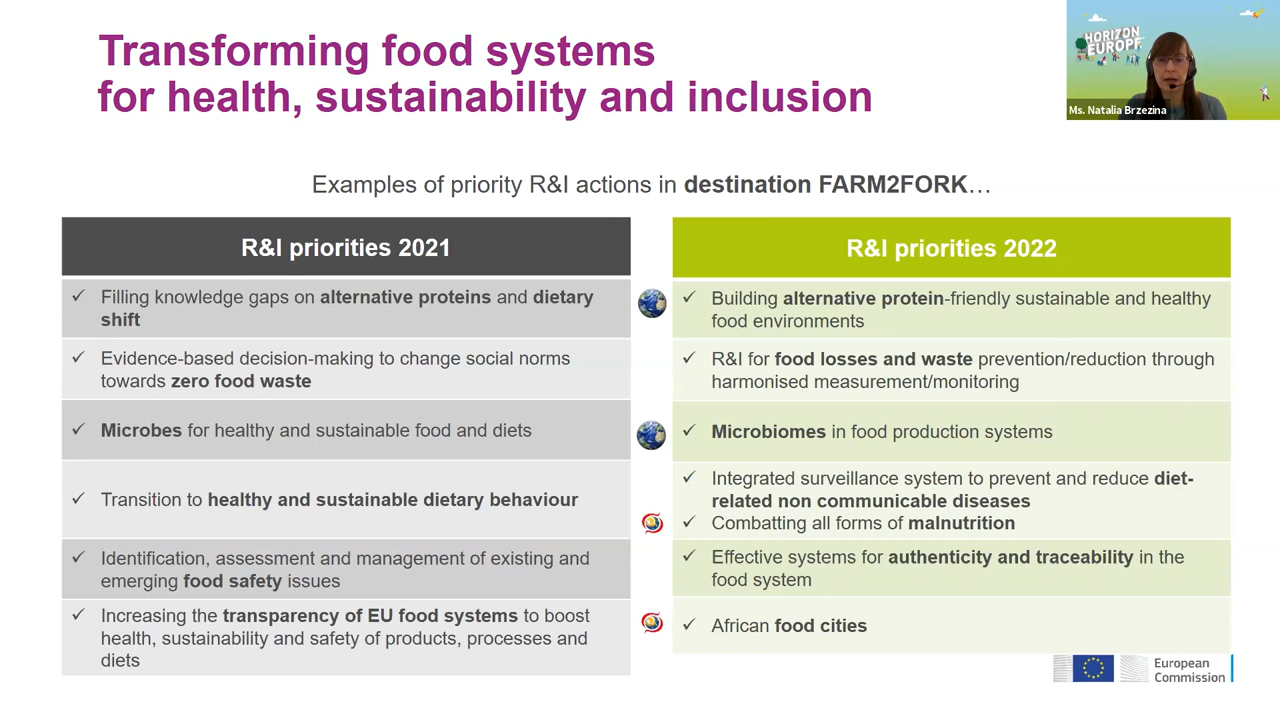 Transforming food systems
for health, sustainability and inclusion
HORIZON
EUROPE
Ms. Natalia Brzezina
Examples of priority R&I actions in destination FARM2FORK…
R&I priorities 2021
✓ Filling knowledge gaps on alternative proteins and dietary
shift
✓ Evidence-based decision-making to change social norms
towards zero food waste
✓ Microbes for healthy and sustainable food and diets
✓ Transition to healthy and sustainable dietary behaviour
✓ Identification, assessment and management of existing and
emerging food safety issues
✓ Increasing the transparency of EU food systems to boost
health, sustainability and safety of products, processes and
diets
R&I priorities 2022
✓ Building alternative protein-friendly sustainable and healthy
food environments
✓ R&I for food losses and waste prevention/reduction through
harmonised measurement/monitoring
✓ Microbiomes in food production systems
✓ Integrated surveillance system to prevent and reduce diet-
related non communicable diseases
✓ Combatting all forms of malnutrition
✓ Effective systems for authenticity and traceability in the
food system
✓ African food cities
European
Commission